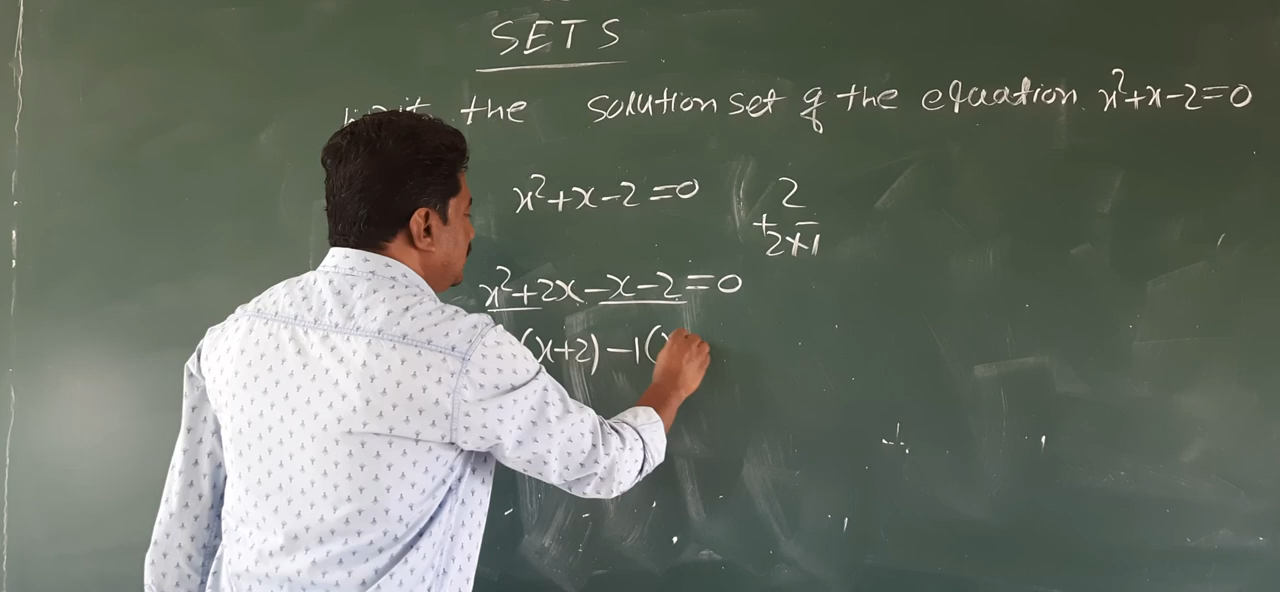 SETS
the solution set of the equation x²+x-2=0
x²+x-2=0
2
+ -
2×1
x²+2x-x-2=0
(x+2)-1(